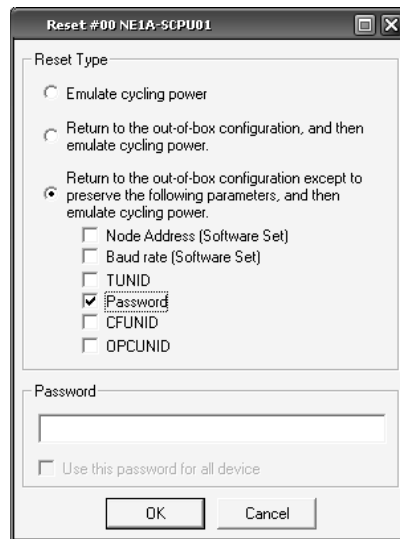 Reset #00 NE1A-SCPU01
Reset Type
Emulate cycling power
Return to the out-of-box configuration, and then
emulate cycling power.
Return to the out-of-box configuration except to
preserve the following parameters, and then
emulate cycling power.
Node Address (Software Set)
Baud rate (Software Set)
TUNID
Password
CFUNID
OPCUNID
Password
Use this password for all device
OK Cancel